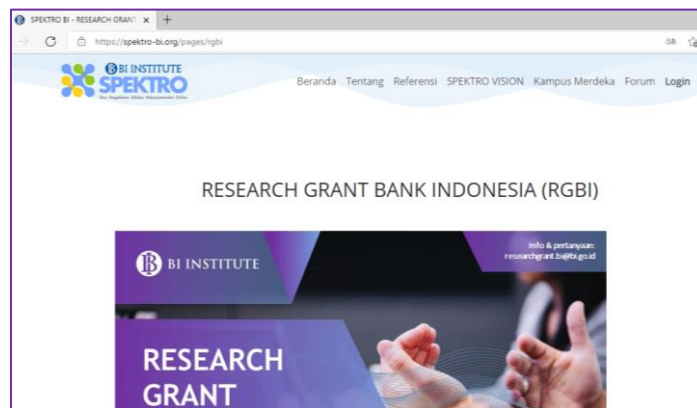 SPEKTRO BI - RESEARCH GRANT
https://spektro-bi.org/pages/rgbi
BI INSTITUTE
SPEKTRO
Beranda Tentang Referensi SPEKTRO VISION Kampus Merdeka Forum Login
RESEARCH GRANT BANK INDONESIA (RGBI)
BI INSTITUTE
Info & pertanyaan:
researchgrant.bi@bi.go.id
RESEARCH
GRANT